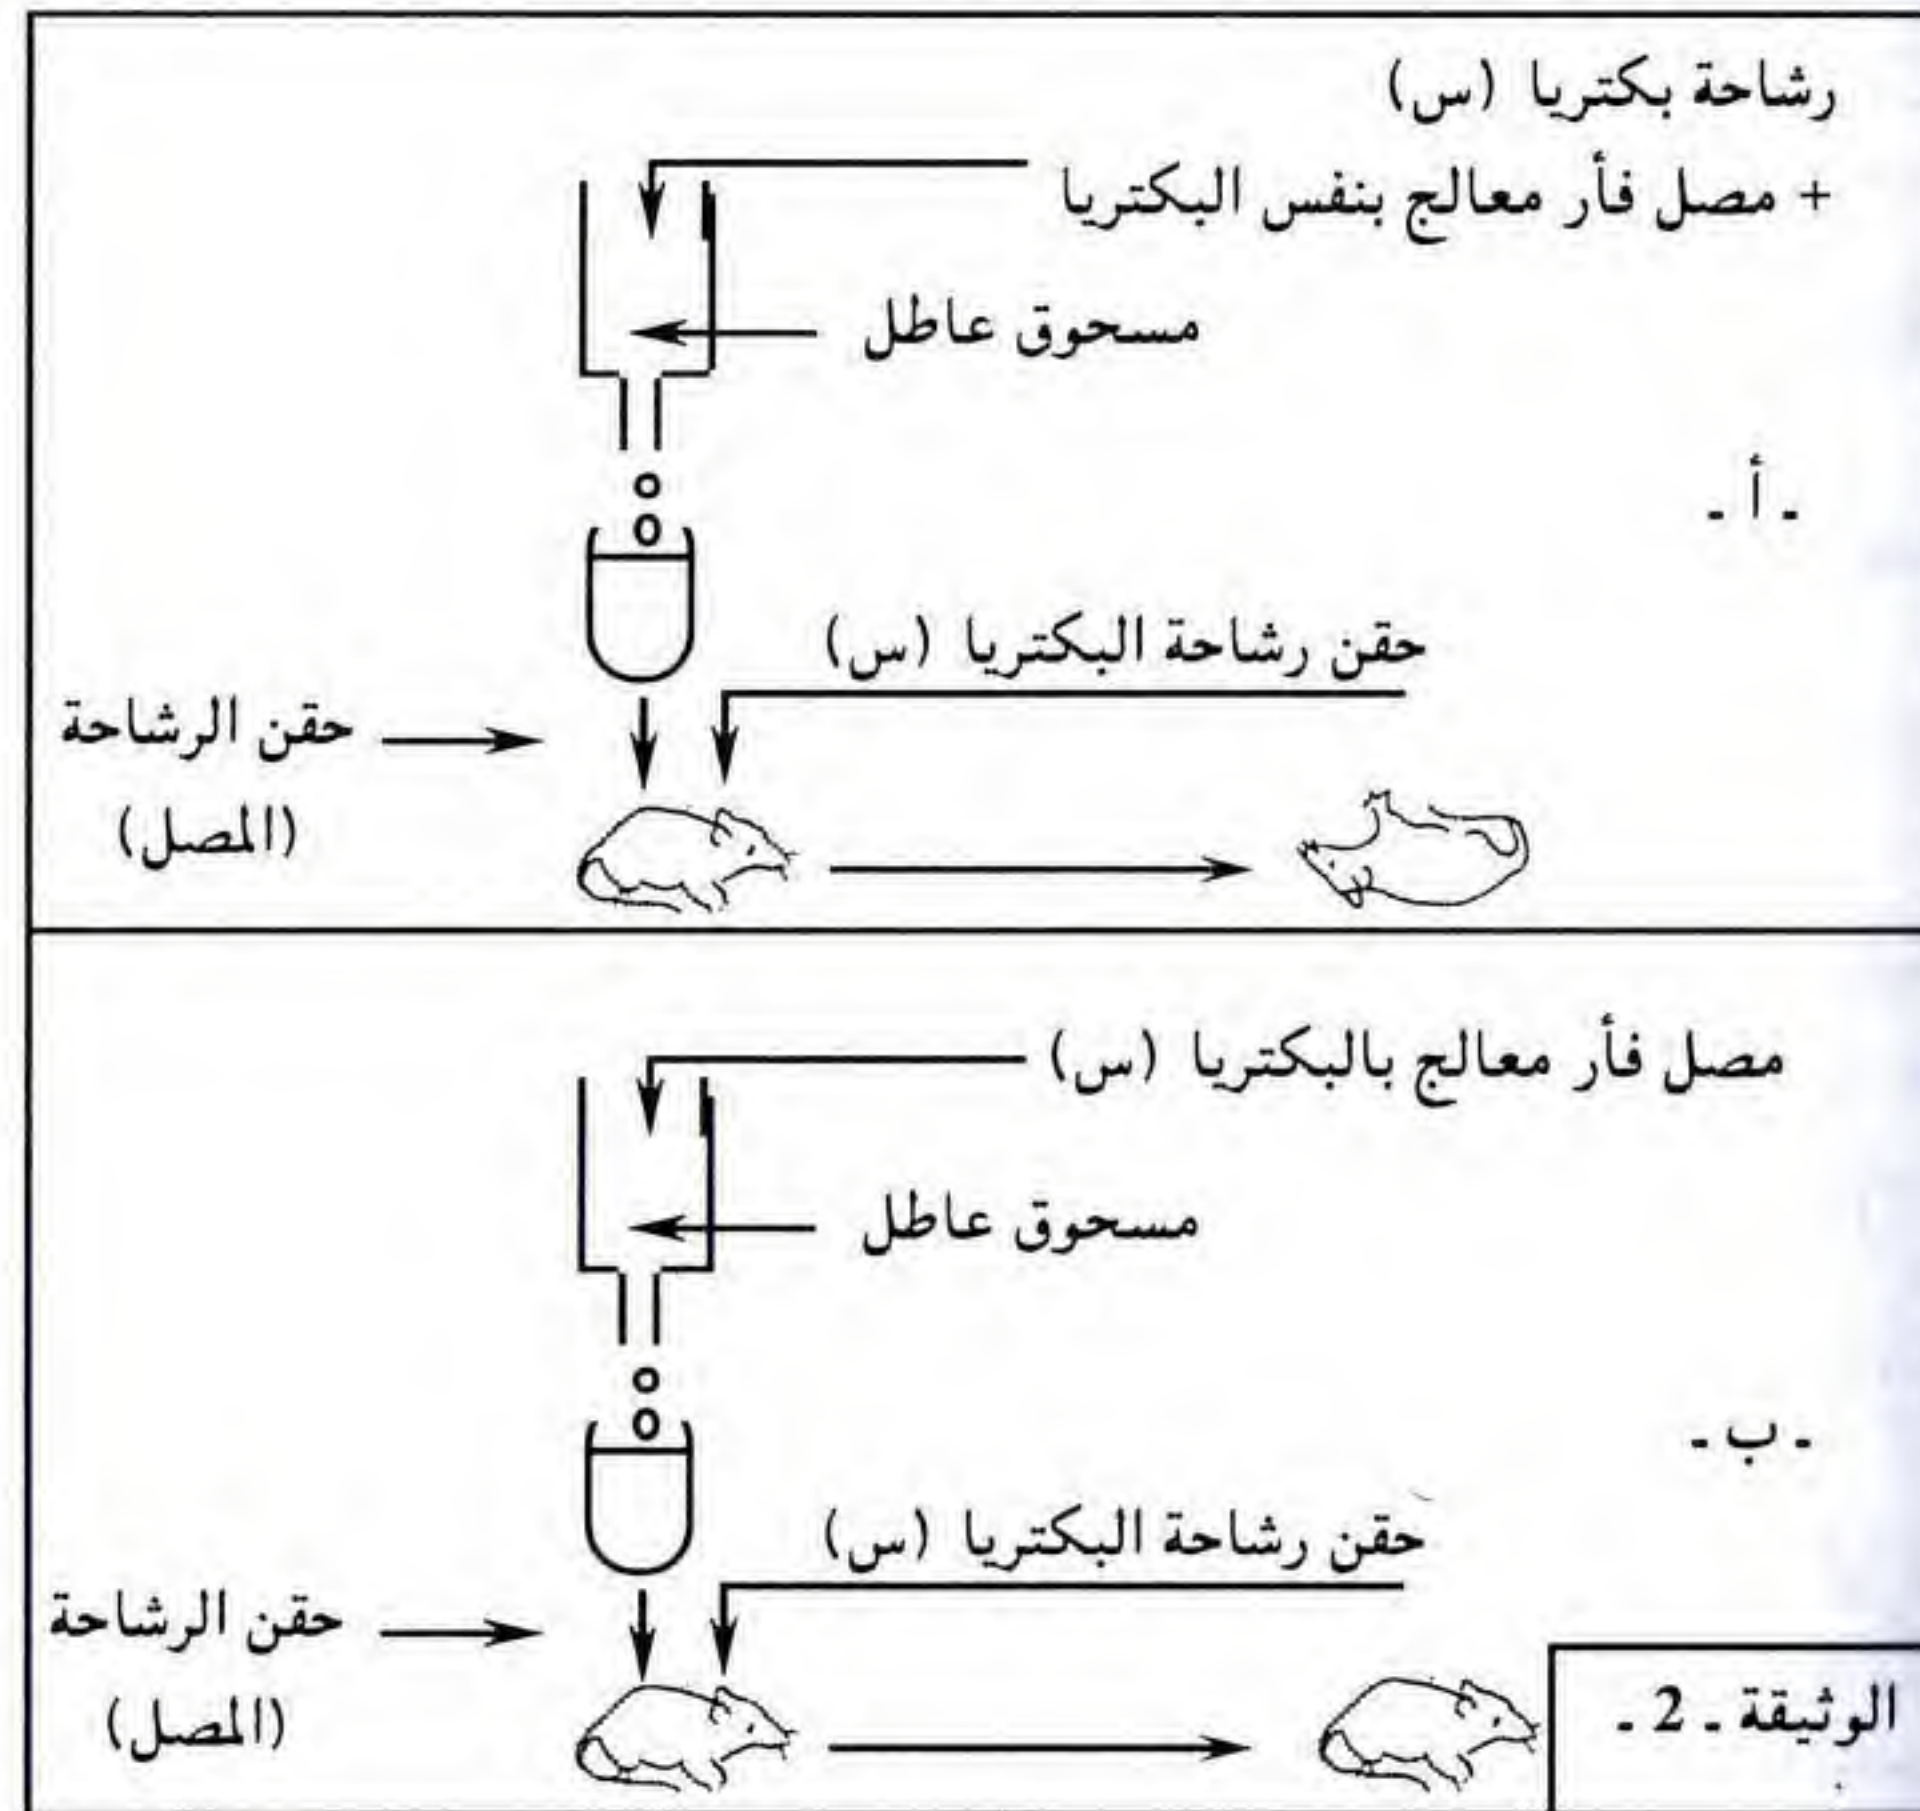 رشاحة بكتريا (س)
+ مصل فأر معالج بنفس البكتريا
مسحوق عاطل
ـ أ ـ
حقن رشاحة البكتريا (س)
حقن الرشاحة
(المصل)
مصل فأر معالج بالبكتريا (س)
مسحوق عاطل
ـ ب ـ
حقن رشاحة البكتريا (س)
حقن الرشاحة
(المصل)
الوثيقة ـ 2 ـ